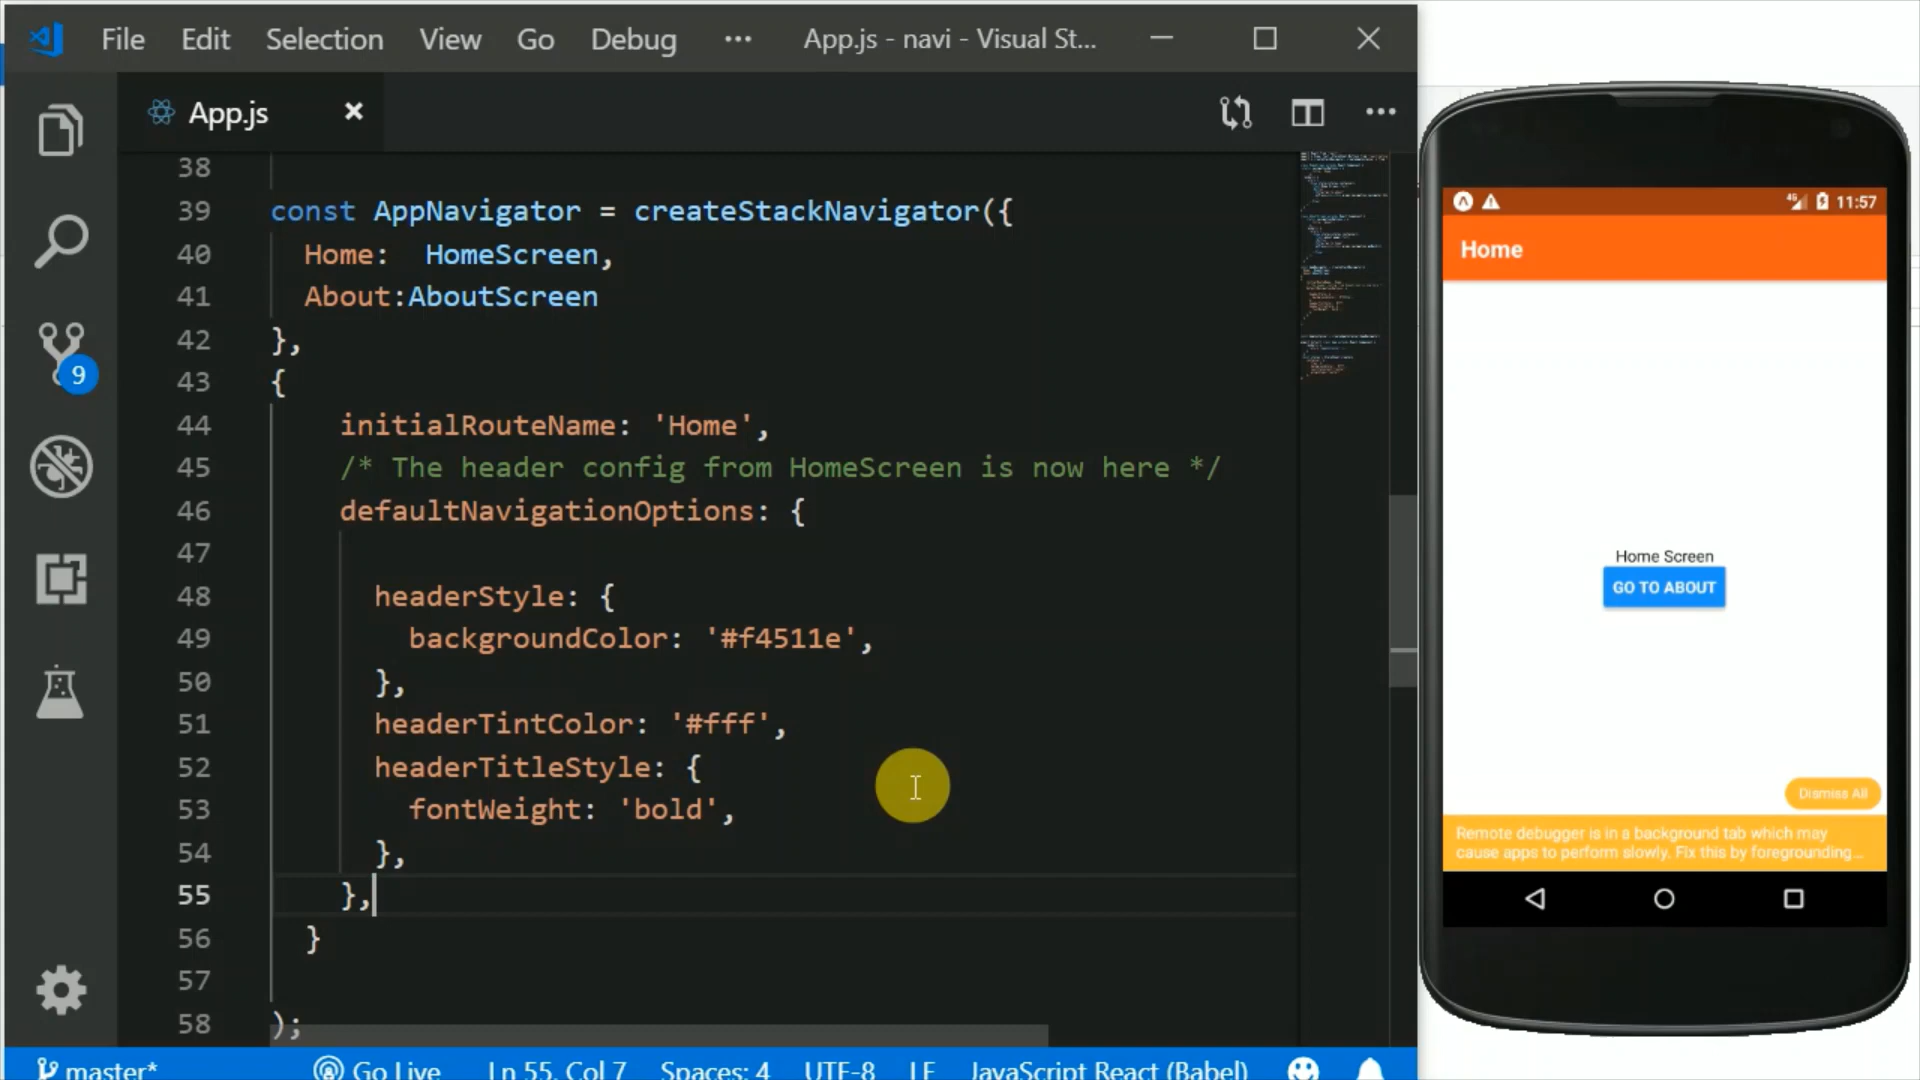 File Edit Selection View Go Debug ••• App.js - navi - Visual St...
App.js
38
39 const AppNavigator = createStackNavigator({
40 Home:  HomeScreen,
41 About:AboutScreen
42 },
43 {
44 initialRouteName: 'Home',
45 /* The header config from HomeScreen is now here */
46 defaultNavigationOptions: {
47
48 headerStyle: {
49 backgroundColor: '#f4511e',
50 },
51 headerTintColor: '#fff',
52 headerTitleStyle: {
53 fontWeight: 'bold',
54 },
55 },
56 }
57
58 );
9
master* Go Live Ln 55, Col 7 Spaces: 4 UTF-8 LF JavaScript React (Babel)
4G 11:57
Home
Home Screen
GO TO ABOUT
Dismiss All
Remote debugger is in a background tab which may
cause apps to perform slowly. Fix this by foregrounding...